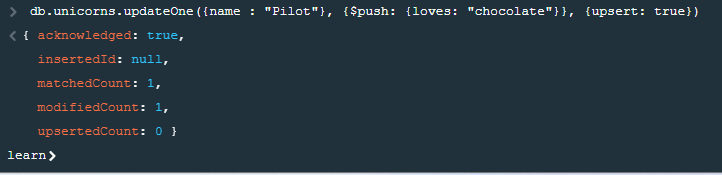 > db.unicorns.updateOne({name : "Pilot"}, {$push: {loves: "chocolate"}}, {upsert: true})
< { acknowledged: true,
insertedId: null,
matchedCount: 1,
modifiedCount: 1,
upsertedCount: 0 }
learn>